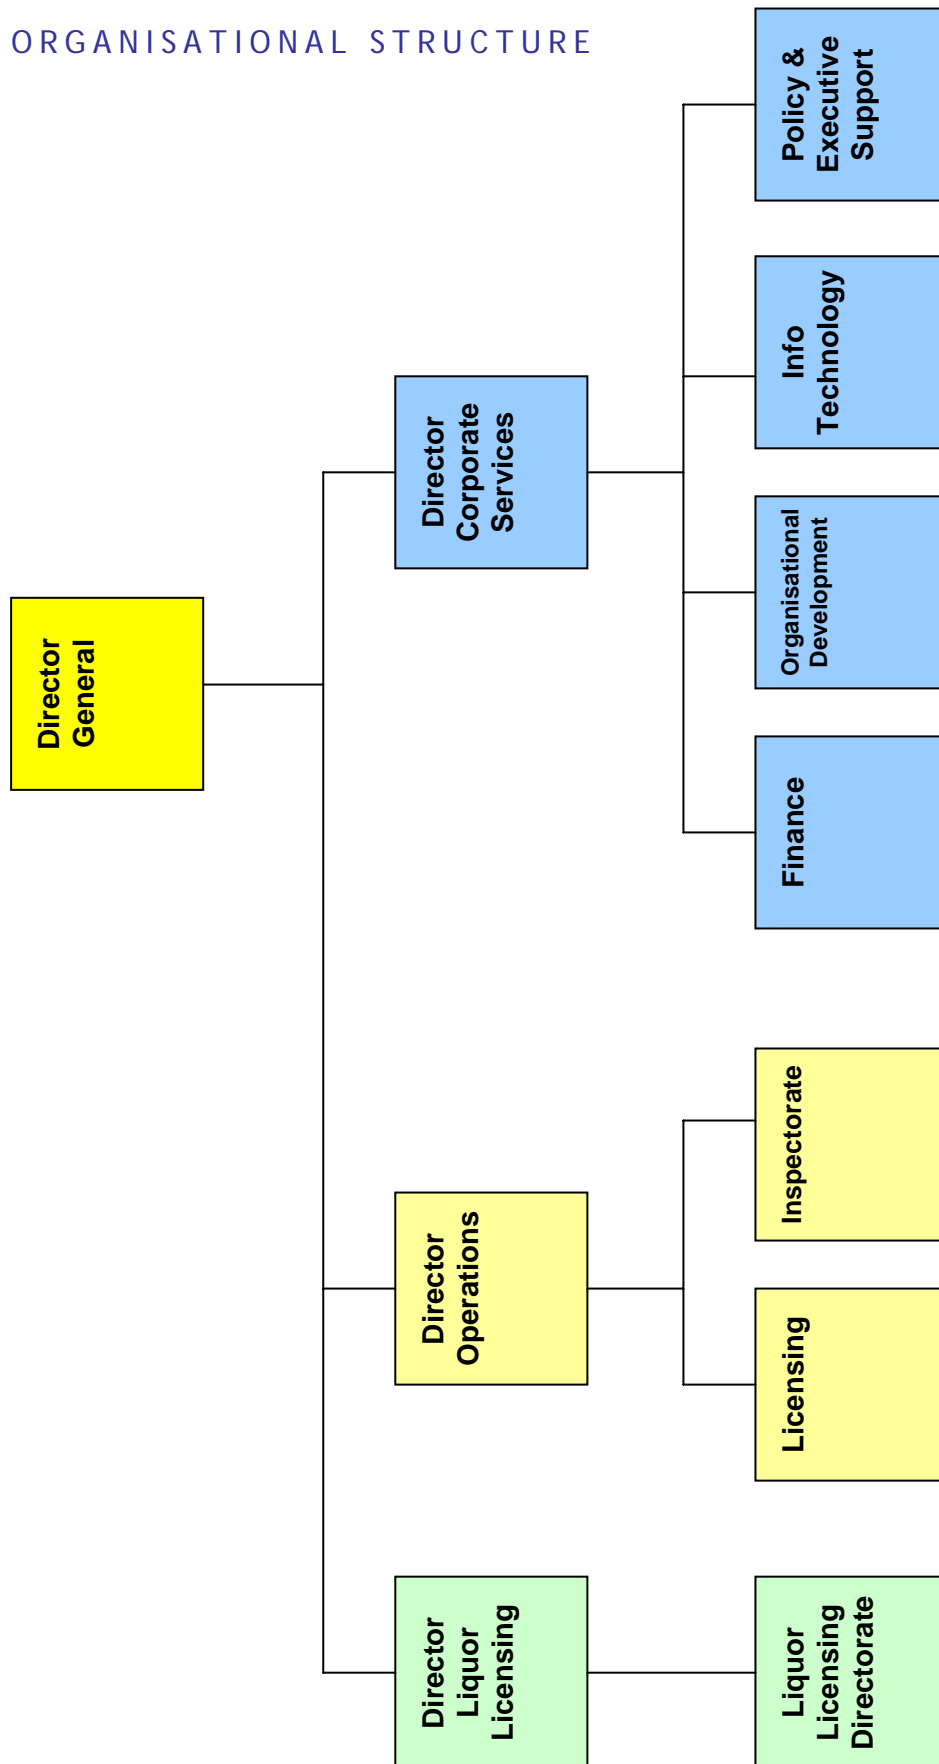 ORGANISATIONAL STRUCTURE
Director
General
Director
Liquor
Licensing
Director
Operations
Director
Corporate
Services
Liquor
Licensing
Directorate
Licensing
Inspectorate
Finance
Organisational
Development
Info
Technology
Policy &
Executive
Support